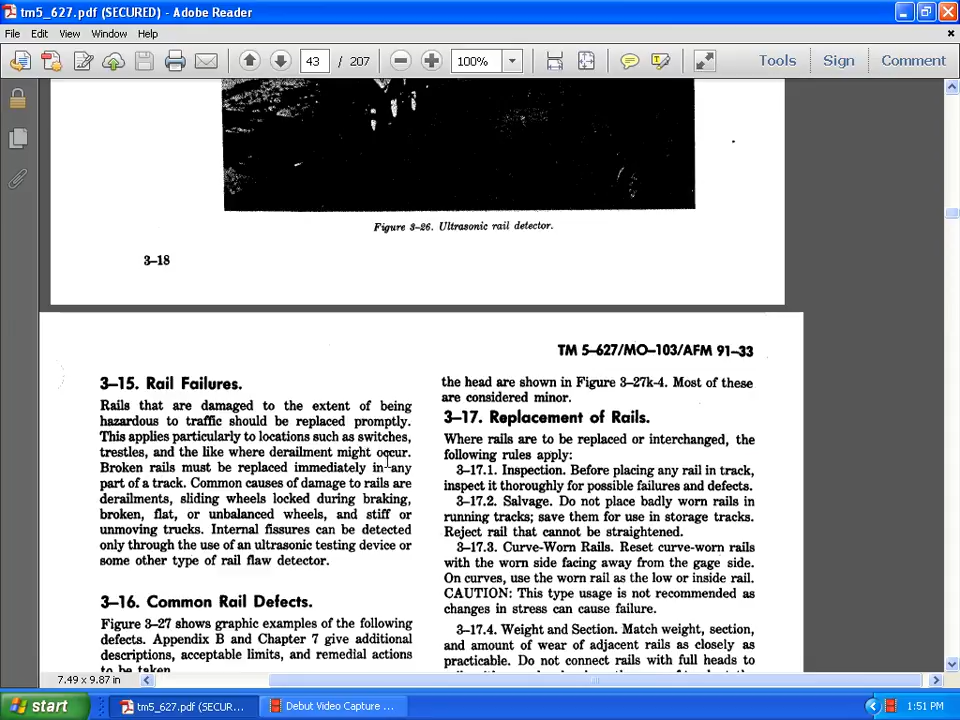 tm5_627.pdf (SECURED) - Adobe Reader
File Edit View Window Help
43 / 207 100% Tools Sign Comment
Figure 3-26. Ultrasonic rail detector.
3-18
TM 5-627/MO-103/AFM 91-33
3-15. Rail Failures.
Rails that are damaged to the extent of being
hazardous to traffic should be replaced promptly.
This applies particularly to locations such as switches,
trestles, and the like where derailment might occur.
Broken rails must be replaced immediately in any
part of a track. Common causes of damage to rails are
derailments, sliding wheels locked during braking,
broken, flat, or unbalanced wheels, and stiff or
unmoving trucks. Internal fissures can be detected
only through the use of an ultrasonic testing device or
some other type of rail flaw detector.
3-16. Common Rail Defects.
Figure 3-27 shows graphic examples of the following
defects. Appendix B and Chapter 7 give additional
descriptions, acceptable limits, and remedial actions
to be taken
the head are shown in Figure 3-27k-4. Most of these
are considered minor.
3-17. Replacement of Rails.
Where rails are to be replaced or interchanged, the
following rules apply:
3-17.1. Inspection. Before placing any rail in track,
inspect it thoroughly for possible failures and defects.
3-17.2. Salvage. Do not place badly worn rails in
running tracks; save them for use in storage tracks.
Reject rail that cannot be straightened.
3-17.3. Curve-Worn Rails. Reset curve-worn rails
with the worn side facing away from the gage side.
On curves, use the worn rail as the low or inside rail.
CAUTION: This type usage is not recommended as
changes in stress can cause failure.
3-17.4. Weight and Section. Match weight, section,
and amount of wear of adjacent rails as closely as
practicable. Do not connect rails with full heads to
7.49 x 9.87 in
start tm5_627.pdf (SECUR... Debut Video Capture ... 1:51 PM